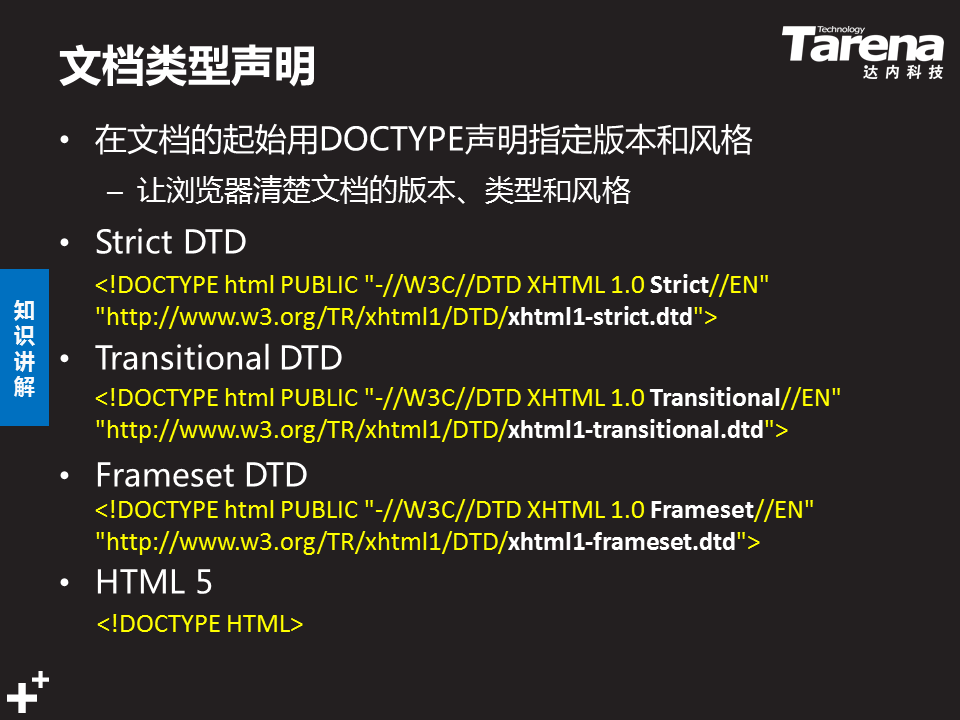 文档类型声明
Technology
Tarena
达内科技
• 在文档的起始用DOCTYPE声明指定版本和风格
– 让浏览器清楚文档的版本、类型和风格
• Strict DTD
<!DOCTYPE html PUBLIC "-//W3C//DTD XHTML 1.0 Strict//EN"
"http://www.w3.org/TR/xhtml1/DTD/xhtml1-strict.dtd">
知识讲解
• Transitional DTD
<!DOCTYPE html PUBLIC "-//W3C//DTD XHTML 1.0 Transitional//EN"
"http://www.w3.org/TR/xhtml1/DTD/xhtml1-transitional.dtd">
• Frameset DTD
<!DOCTYPE html PUBLIC "-//W3C//DTD XHTML 1.0 Frameset//EN"
"http://www.w3.org/TR/xhtml1/DTD/xhtml1-frameset.dtd">
• HTML 5
<!DOCTYPE HTML>